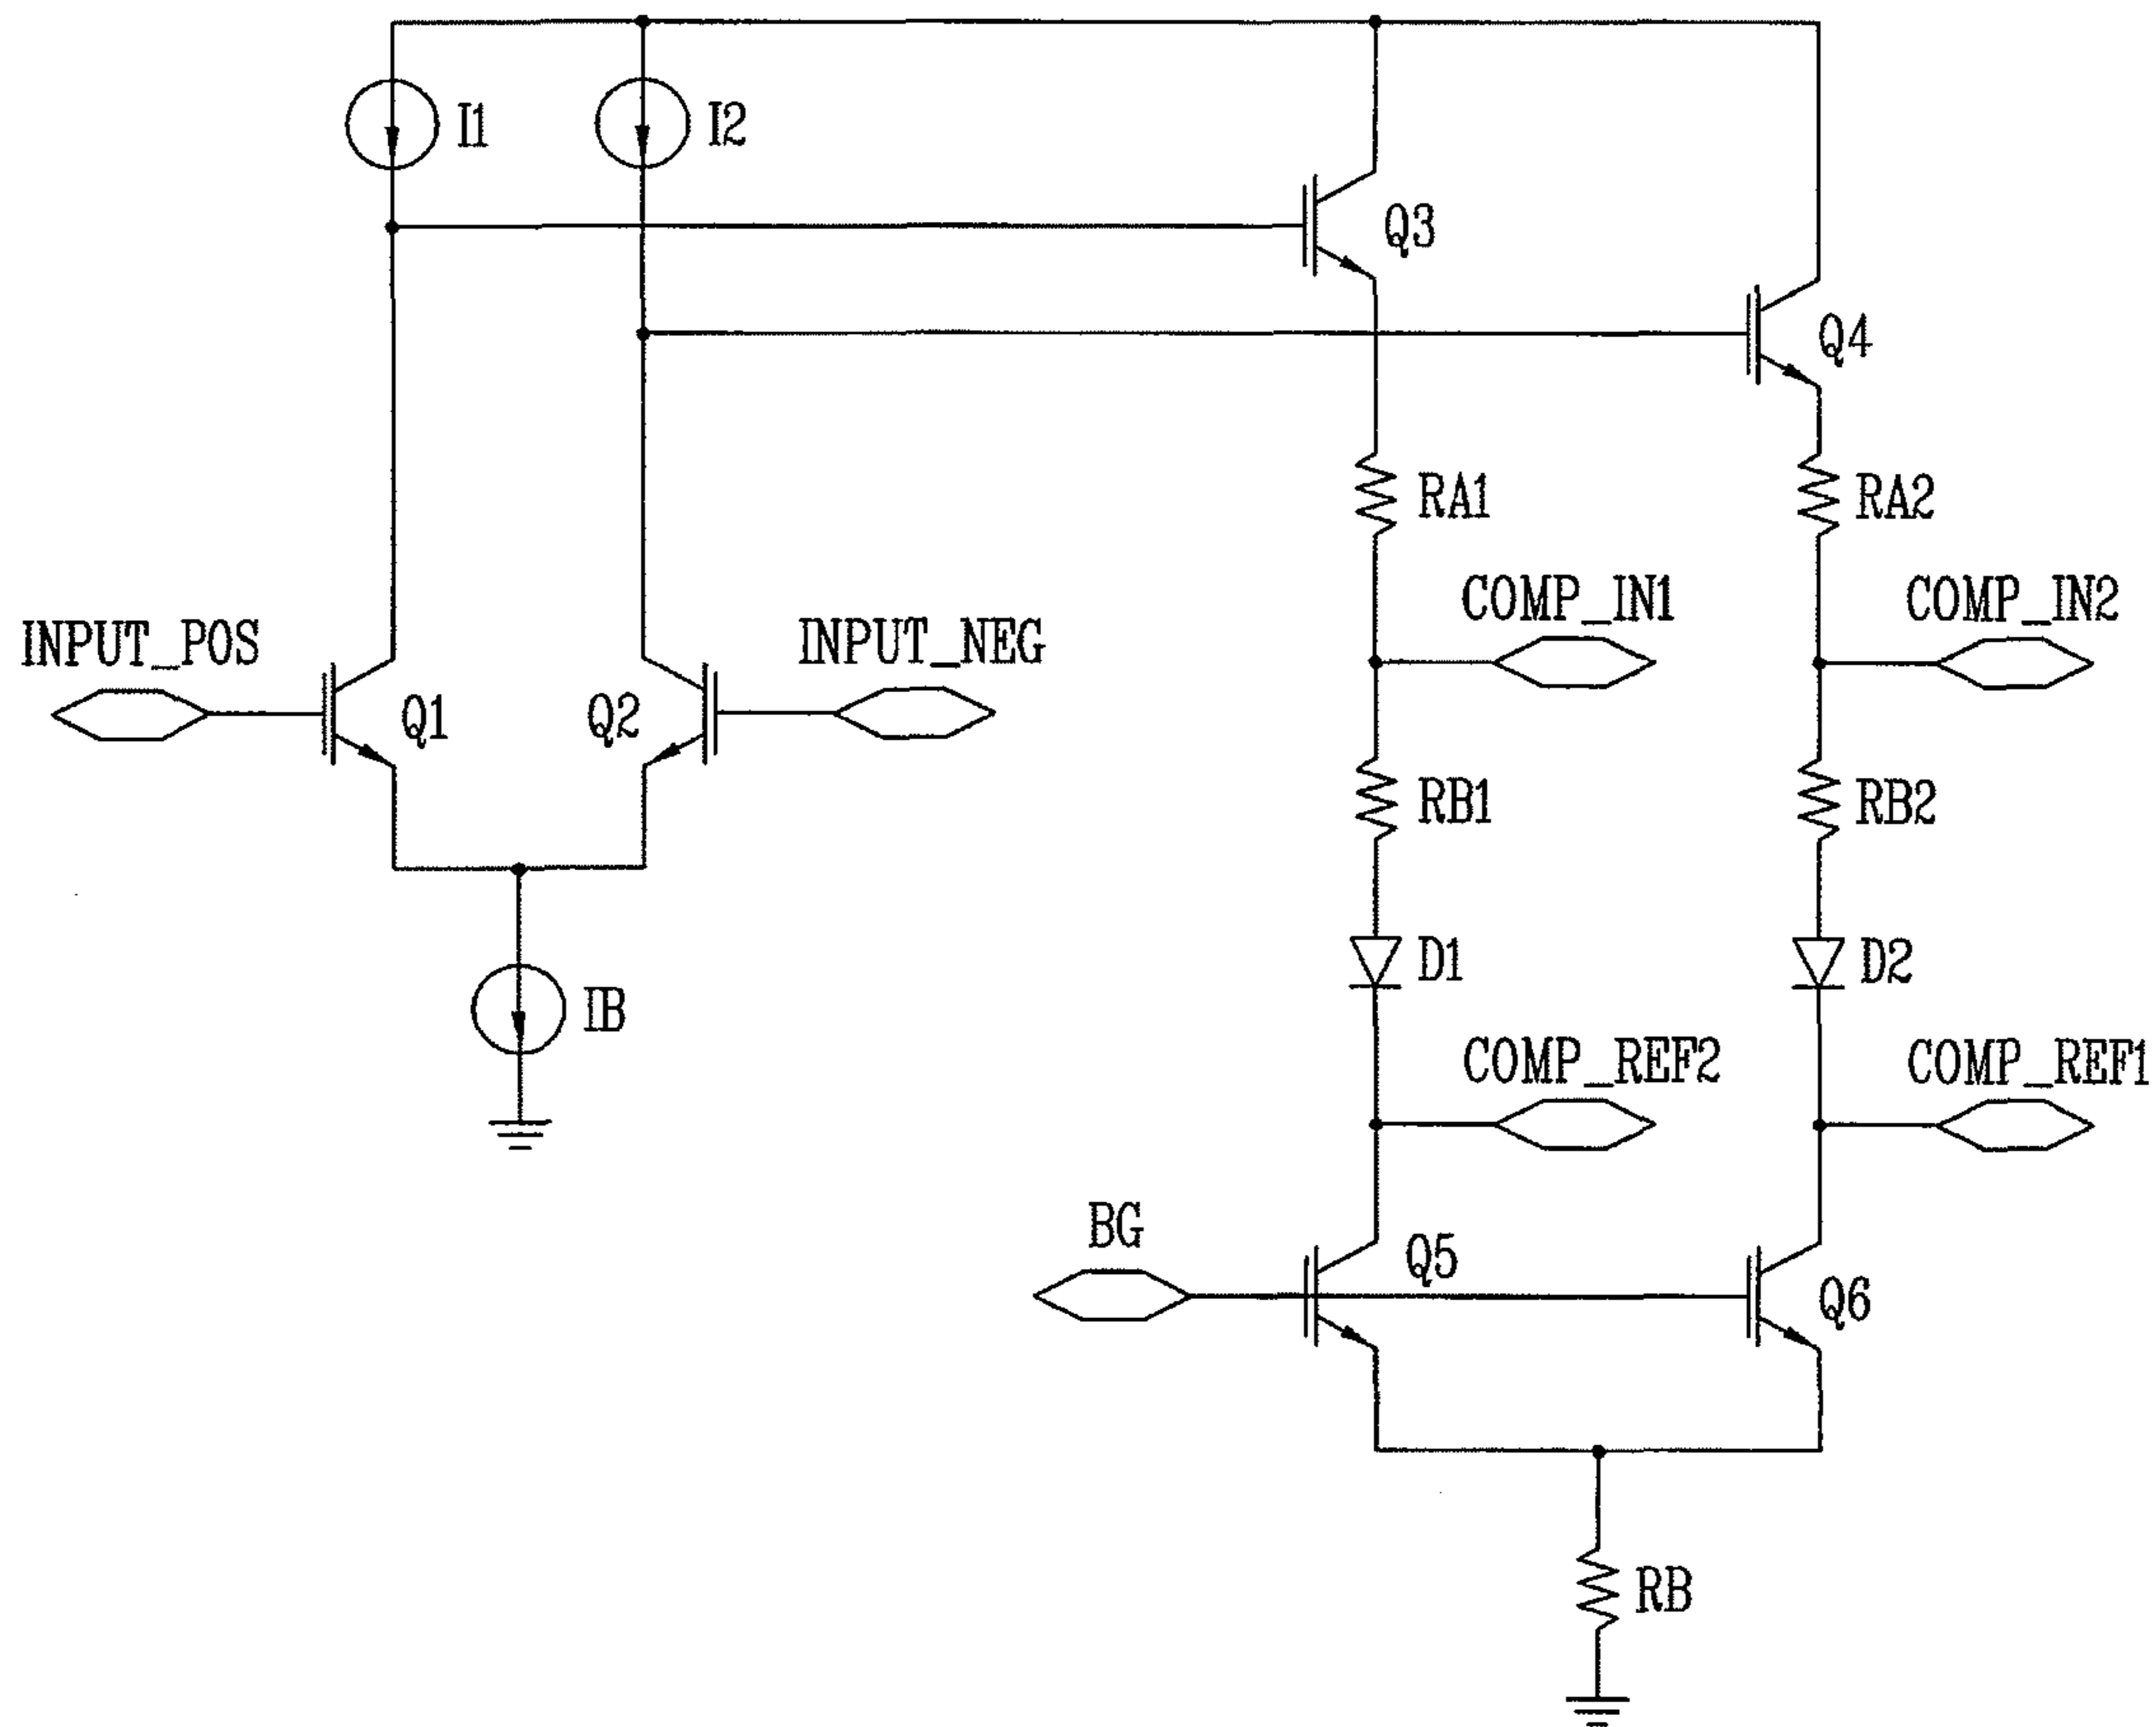 I1
I2
Q3
Q4
RA1
RA2
COMP_IN1
COMP_IN2
INPUT_POS
INPUT_NEG
Q1
Q2
RB1
RB2
D1
D2
IB
COMP_REF2
COMP_REF1
BG
Q5
Q6
RB